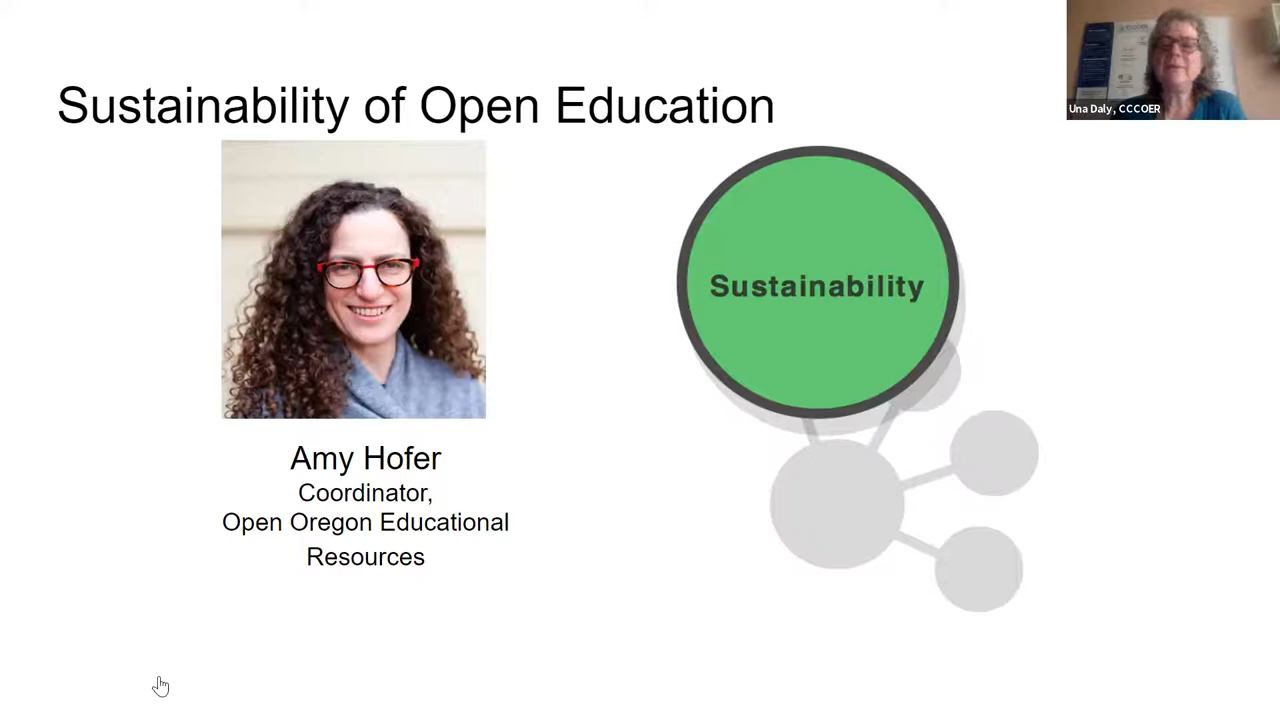 Sustainability of Open Education
Una Daly, CCCOER
Sustainability
Amy Hofer
Coordinator,
Open Oregon Educational
Resources